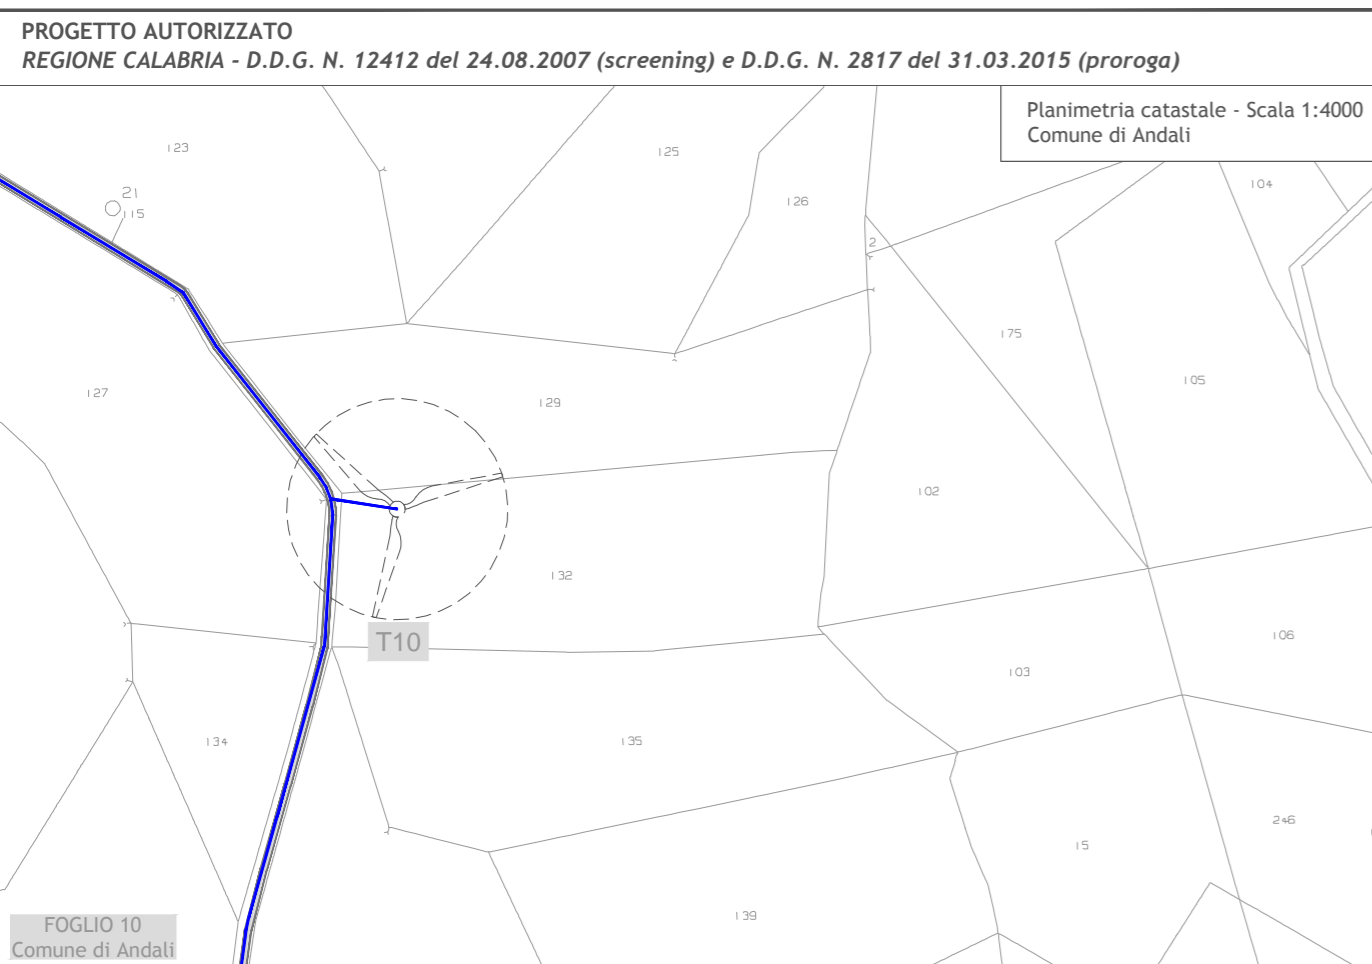 PROGETTO AUTORIZZATO
REGIONE CALABRIA - D.D.G. N. 12412 del 24.08.2007 (screening) e D.D.G. N. 2817 del 31.03.2015 (proroga)
Planimetria catastale - Scala 1:4000
Comune di Andali
123
125
104
21
115
126
2
175
105
127
129
102
132
T10
106
103
134
135
246
15
139
FOGLIO 10
Comune di Andali